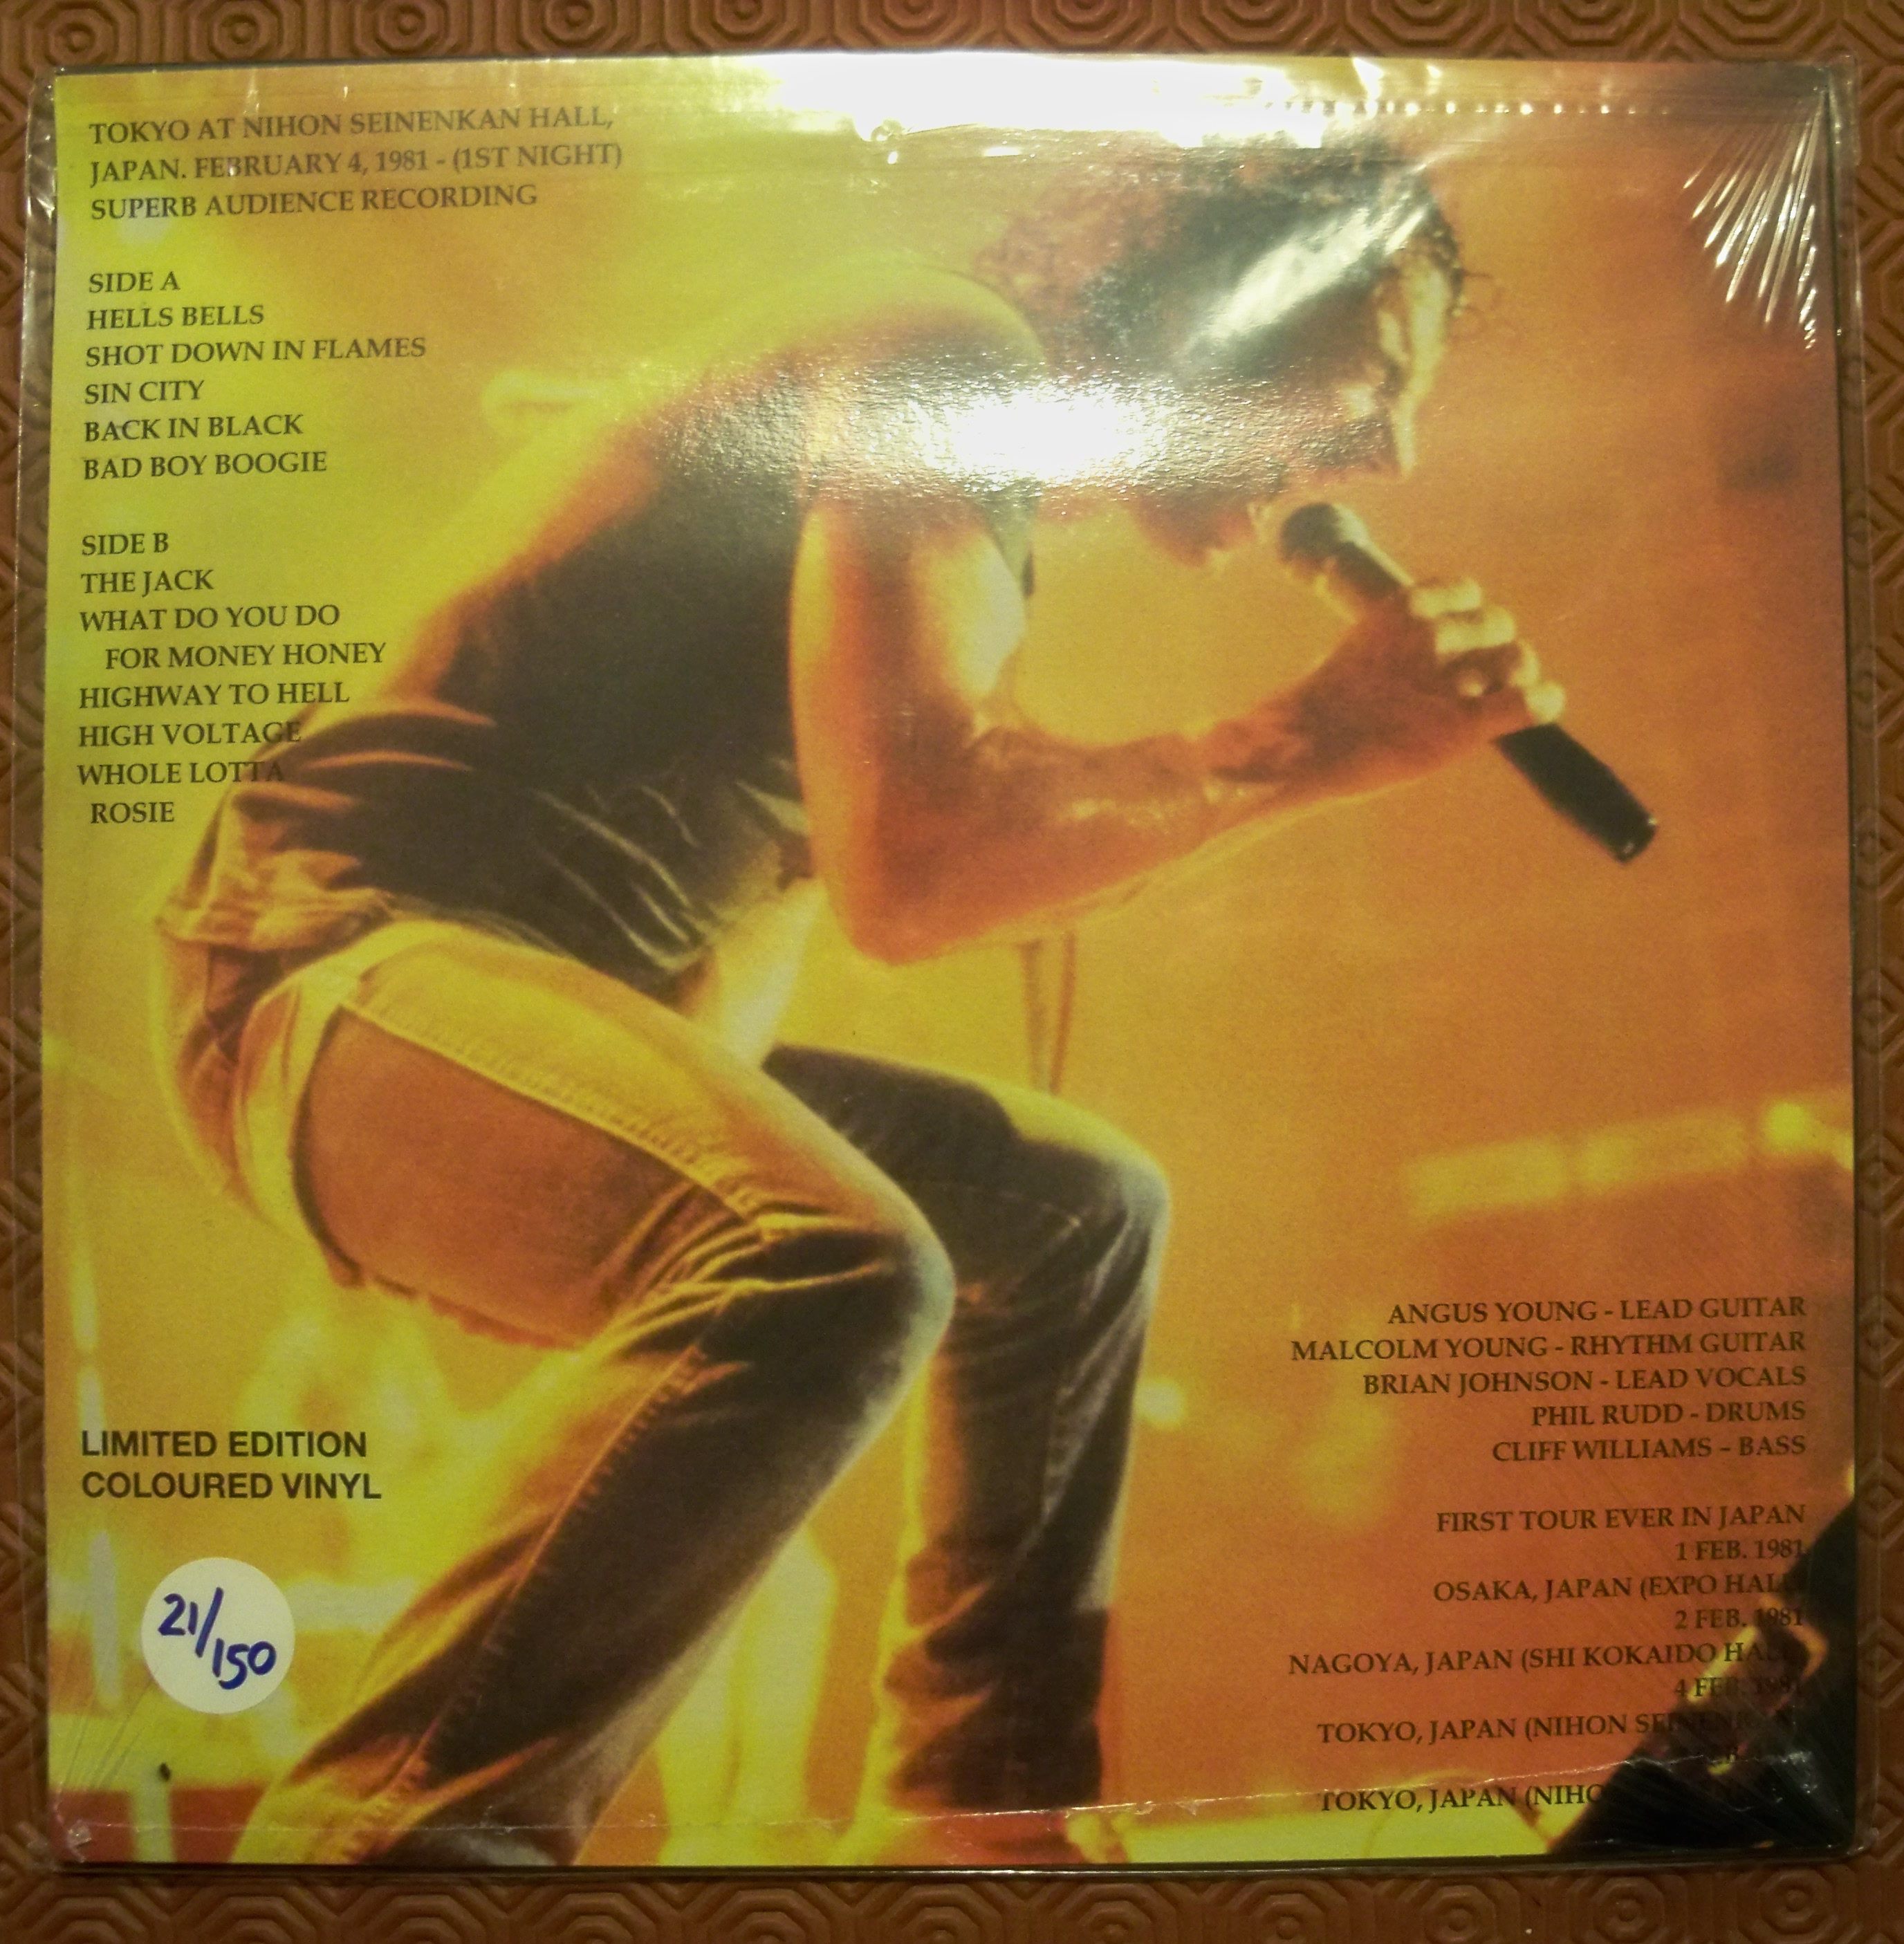 TOKYO AT NIHON SEINENKAN HALL,
JAPAN. FEBRUARY 4, 1981 - (1ST NIGHT)
SUPERB AUDIENCE RECORDING
SIDE A
HELLS BELLS
SHOT DOWN IN FLAMES
SIN CITY
BACK IN BLACK
BAD BOY BOOGIE
SIDE B
THE JACK
WHAT DO YOU DO
FOR MONEY HONEY
HIGHWAY TO HELL
HIGH VOLTAGE
WHOLE LOTTA
ROSIE
LIMITED EDITION
COLOURED VINYL
21/150
ANGUS YOUNG - LEAD GUITAR
MALCOLM YOUNG - RHYTHM GUITAR
BRIAN JOHNSON - LEAD VOCALS
PHIL RUDD - DRUMS
CLIFF WILLIAMS - BASS
FIRST TOUR EVER IN JAPAN
1 FEB. 1981
OSAKA, JAPAN (EXPO HALL)
2 FEB. 1981
NAGOYA, JAPAN (SHI KOKAIDO HALL)
4 FEB. 1981
TOKYO, JAPAN (NIHON SEINENKAN)
TOKYO, JAPAN